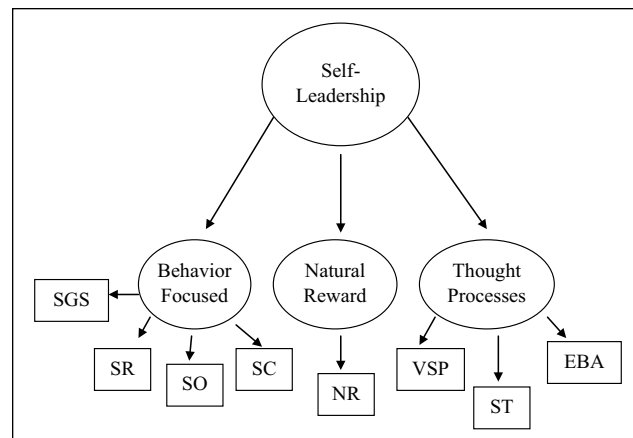 Self-
Leadership
Behavior
Focused
Natural
Reward
Thought
Processes
SGS
SR
SO
SC
NR
VSP
ST
EBA